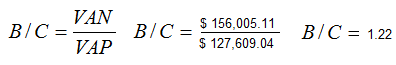 B/C = VAN / VAP   B/C = $ 156,005.11 / $ 127,609.04   B/C = 1.22